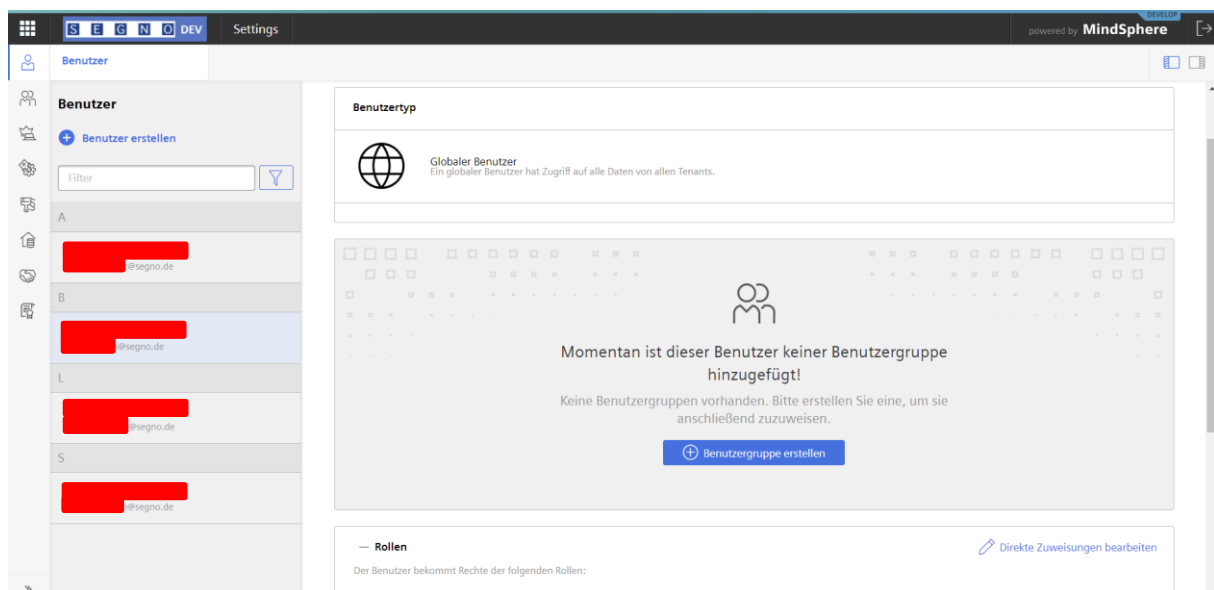 DEVELOP
S E G N O DEV Settings powered by MindSphere
Benutzer
Benutzer
Benutzer erstellen
Filter
A
@segno.de
B
@segno.de
L
@segno.de
S
@segno.de
Benutzertyp
Globaler Benutzer
Ein globaler Benutzer hat Zugriff auf alle Daten von allen Tenants.
Momentan ist dieser Benutzer keiner Benutzergruppe
hinzugefügt!
Keine Benutzergruppen vorhanden. Bitte erstellen Sie eine, um sie
anschließend zuzuweisen.
Benutzergruppe erstellen
Rollen
Direkte Zuweisungen bearbeiten
Der Benutzer bekommt Rechte der folgenden Rollen: